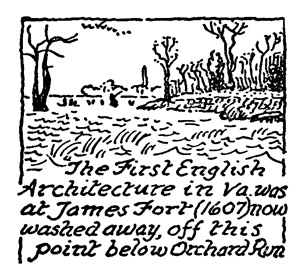 The First English
Architecture in Va. was
at James Fort (1607) now
washed away, off this
point below Orchard Run